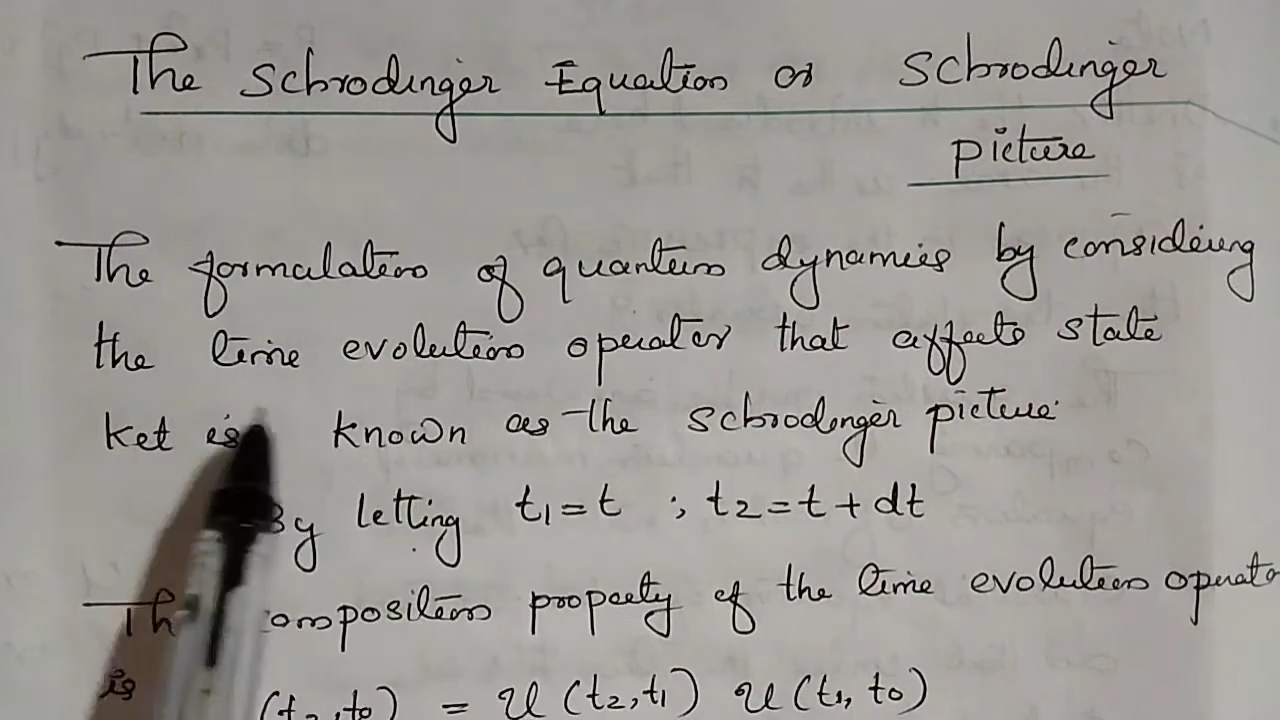 The Schrodinger Equation or Schrodinger
Picture
The formulation of quantum dynamics by considering
the time evolution operator that affects state
Ket is known as the Schrodinger picture.
By letting t1 = t ; t2 = t + dt
property of the time evolution
is (t2, t0) = U (t2, t1) U (t1, t0)